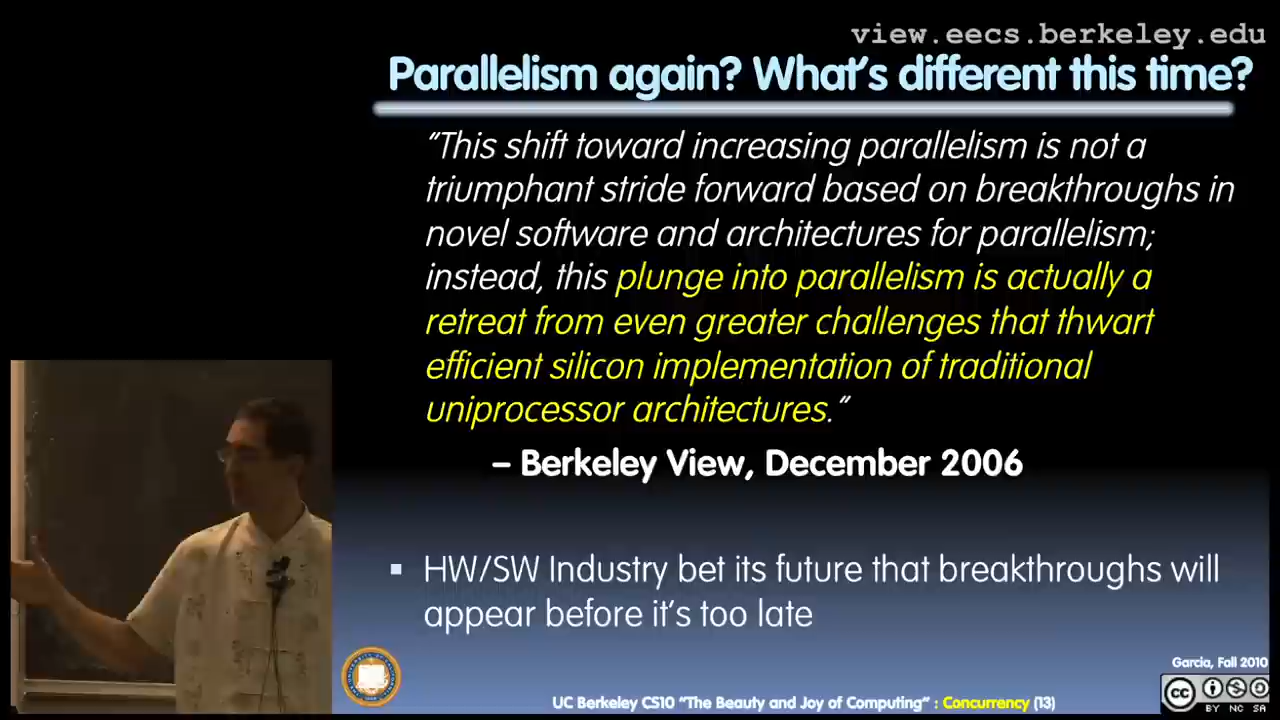 view.eecs.berkeley.edu
Parallelism again? What's different this time?
“This shift toward increasing parallelism is not a
triumphant stride forward based on breakthroughs in
novel software and architectures for parallelism;
instead, this plunge into parallelism is actually a
retreat from even greater challenges that thwart
efficient silicon implementation of traditional
uniprocessor architectures.”
– Berkeley View, December 2006
▪ HW/SW Industry bet its future that breakthroughs will
appear before it's too late
Garcia, Fall 2010
UC Berkeley CS10 “The Beauty and Joy of Computing” : Concurrency (13)
cc
BY NC SA